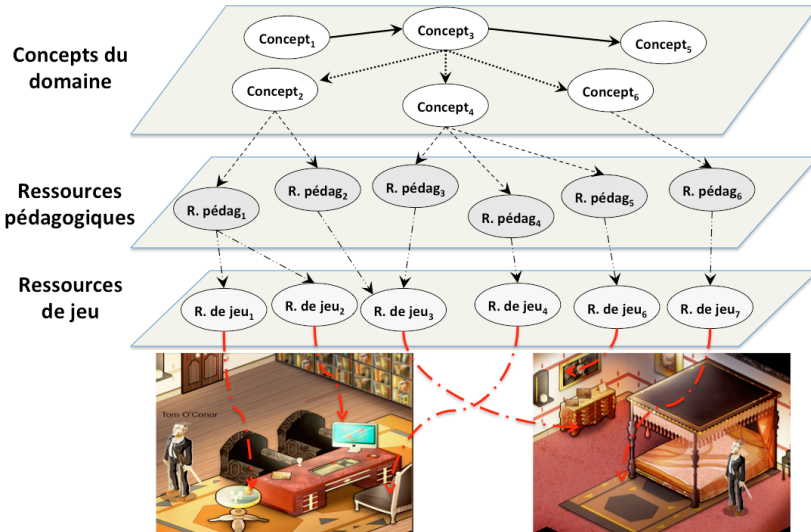 Concepts du
domaine
Concept1
Concept3
Concept5
Concept2
Concept4
Concept6
Ressources
pédagogiques
R. pédag1
R. pédag2
R. pédag3
R. pédag4
R. pédag5
R. pédag6
Ressources
de jeu
R. de jeu1
R. de jeu2
R. de jeu3
R. de jeu4
R. de jeu6
R. de jeu7
Tom O'Conor